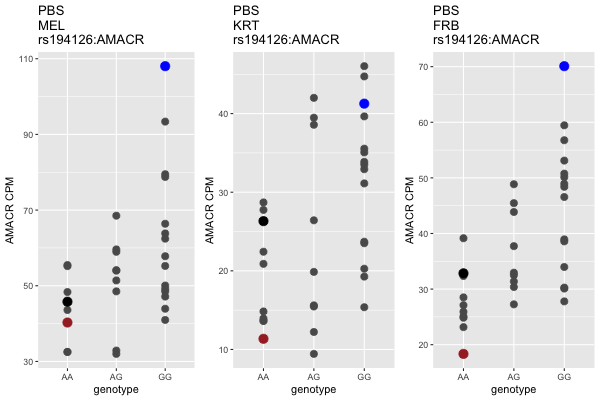 PBS
MEL
rs194126:AMACR
110
90
70
50
30
AMACR CPM
AA
AG
GG
genotype
PBS
KRT
rs194126:AMACR
40
30
20
10
AMACR CPM
AA
AG
GG
genotype
PBS
FRB
rs194126:AMACR
70
60
50
40
30
20
AMACR CPM
AA
AG
GG
genotype